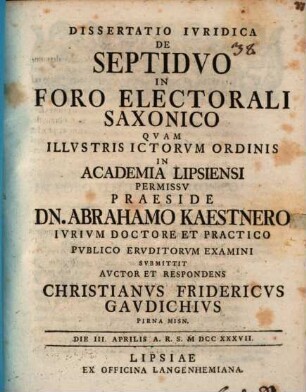 DISSERTATIO IVRIDICA
DE
38.
SEPTIDVO
IN
FORO ELECTORALI
SAXONICO
QVAM
ILLVSTRIS ICTORVM ORDINIS
IN
ACADEMIA LIPSIENSI
PERMISSV
PRAESIDE
DN. ABRAHAMO KAESTNERO
IVRIVM DOCTORE ET PRACTICO
PVBLICO ERVDITORVM EXAMINI
SVBMITTIT
AVCTOR ET RESPONDENS
CHRISTIANVS FRIDERICVS
GAVDICHIVS
PIRNA MISN.
DIE III. APRILIS A. R. S. M DCC XXXVII.
LIPSIAE
EX OFFICINA LANGENHEMIANA.